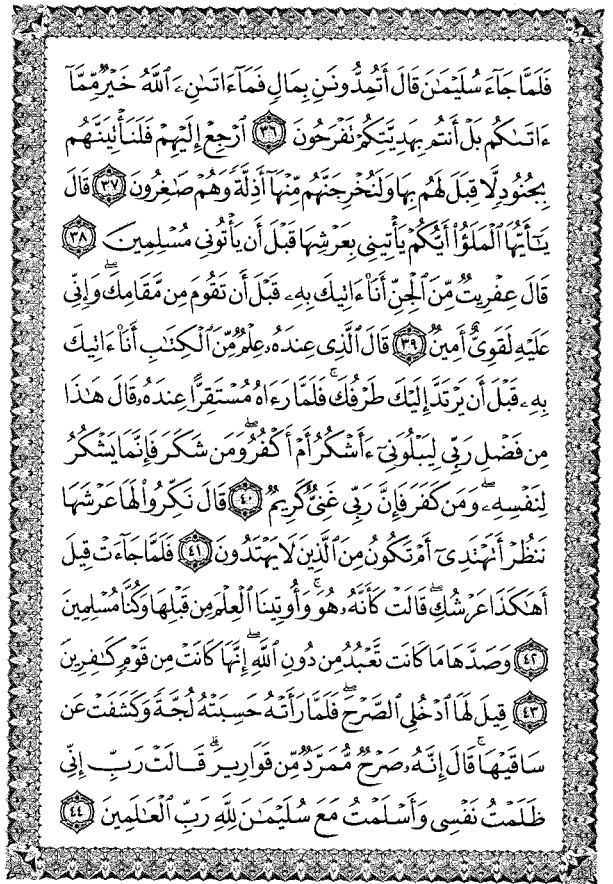 فَلَمَّا جَآءَ سُلَيْمَـٰنَ قَالَ أَتُمِدُّونَنِ بِمَالٍ فَمَآ ءَاتَىٰنِۦَ ٱللَّهُ خَيْرٌ مِّمَّآ
ءَاتَىٰكُم بَلْ أَنتُم بِهَدِيَّتِكُمْ تَفْرَحُونَ ٣٦ ٱرْجِعْ إِلَيْهِمْ فَلَنَأْتِيَنَّهُم
بِجُنُودٍ لَّا قِبَلَ لَهُم بِهَا وَلَنُخْرِجَنَّهُم مِّنْهَآ أَذِلَّةً وَهُمْ صَـٰغِرُونَ ٣٧ قَالَ
يَـٰٓأَيُّهَا ٱلْمَلَؤُا۟ أَيُّكُمْ يَأْتِينِى بِعَرْشِهَا قَبْلَ أَن يَأْتُونِى مُسْلِمِينَ ٣٨
قَالَ عِفْرِيتٌ مِّنَ ٱلْجِنِّ أَنَا۠ ءَاتِيكَ بِهِۦ قَبْلَ أَن تَقُومَ مِن مَّقَامِكَ ۖ وَإِنِّى
عَلَيْهِ لَقَوِىٌّ أَمِينٌ ٣٩ قَالَ ٱلَّذِى عِندَهُۥ عِلْمٌ مِّنَ ٱلْكِتَـٰبِ أَنَا۠ ءَاتِيكَ
بِهِۦ قَبْلَ أَن يَرْتَدَّ إِلَيْكَ طَرْفُكَ ۚ فَلَمَّا رَءَاهُ مُسْتَقِرًّا عِندَهُۥ قَالَ هَـٰذَا
مِن فَضْلِ رَبِّى لِيَبْلُوَنِىٓ ءَأَشْكُرُ أَمْ أَكْفُرُ ۖ وَمَن شَكَرَ فَإِنَّمَا يَشْكُرُ
لِنَفْسِهِۦ ۖ وَمَن كَفَرَ فَإِنَّ رَبِّى غَنِىٌّ كَرِيمٌ ٤٠ قَالَ نَكِّرُوا۟ لَهَا عَرْشَهَا
نَنظُرْ أَتَهْتَدِىٓ أَمْ تَكُونُ مِنَ ٱلَّذِينَ لَا يَهْتَدُونَ ٤١ فَلَمَّا جَآءَتْ قِيلَ
أَهَـٰكَذَا عَرْشُكِ ۖ قَالَتْ كَأَنَّهُۥ هُوَ ۚ وَأُوتِينَا ٱلْعِلْمَ مِن قَبْلِهَا وَكُنَّا مُسْلِمِينَ
٤٢ وَصَدَّهَا مَا كَانَت تَّعْبُدُ مِن دُونِ ٱللَّهِ ۖ إِنَّهَا كَانَتْ مِن قَوْمٍ كَـٰفِرِينَ
٤٣ قِيلَ لَهَا ٱدْخُلِى ٱلصَّرْحَ ۖ فَلَمَّا رَأَتْهُ حَسِبَتْهُ لُجَّةً وَكَشَفَتْ عَن
سَاقَيْهَا ۚ قَالَ إِنَّهُۥ صَرْحٌ مُّمَرَّدٌ مِّن قَوَارِيرَ ۗ قَالَتْ رَبِّ إِنِّى
ظَلَمْتُ نَفْسِى وَأَسْلَمْتُ مَعَ سُلَيْمَـٰنَ لِلَّهِ رَبِّ ٱلْعَـٰلَمِينَ ٤٤